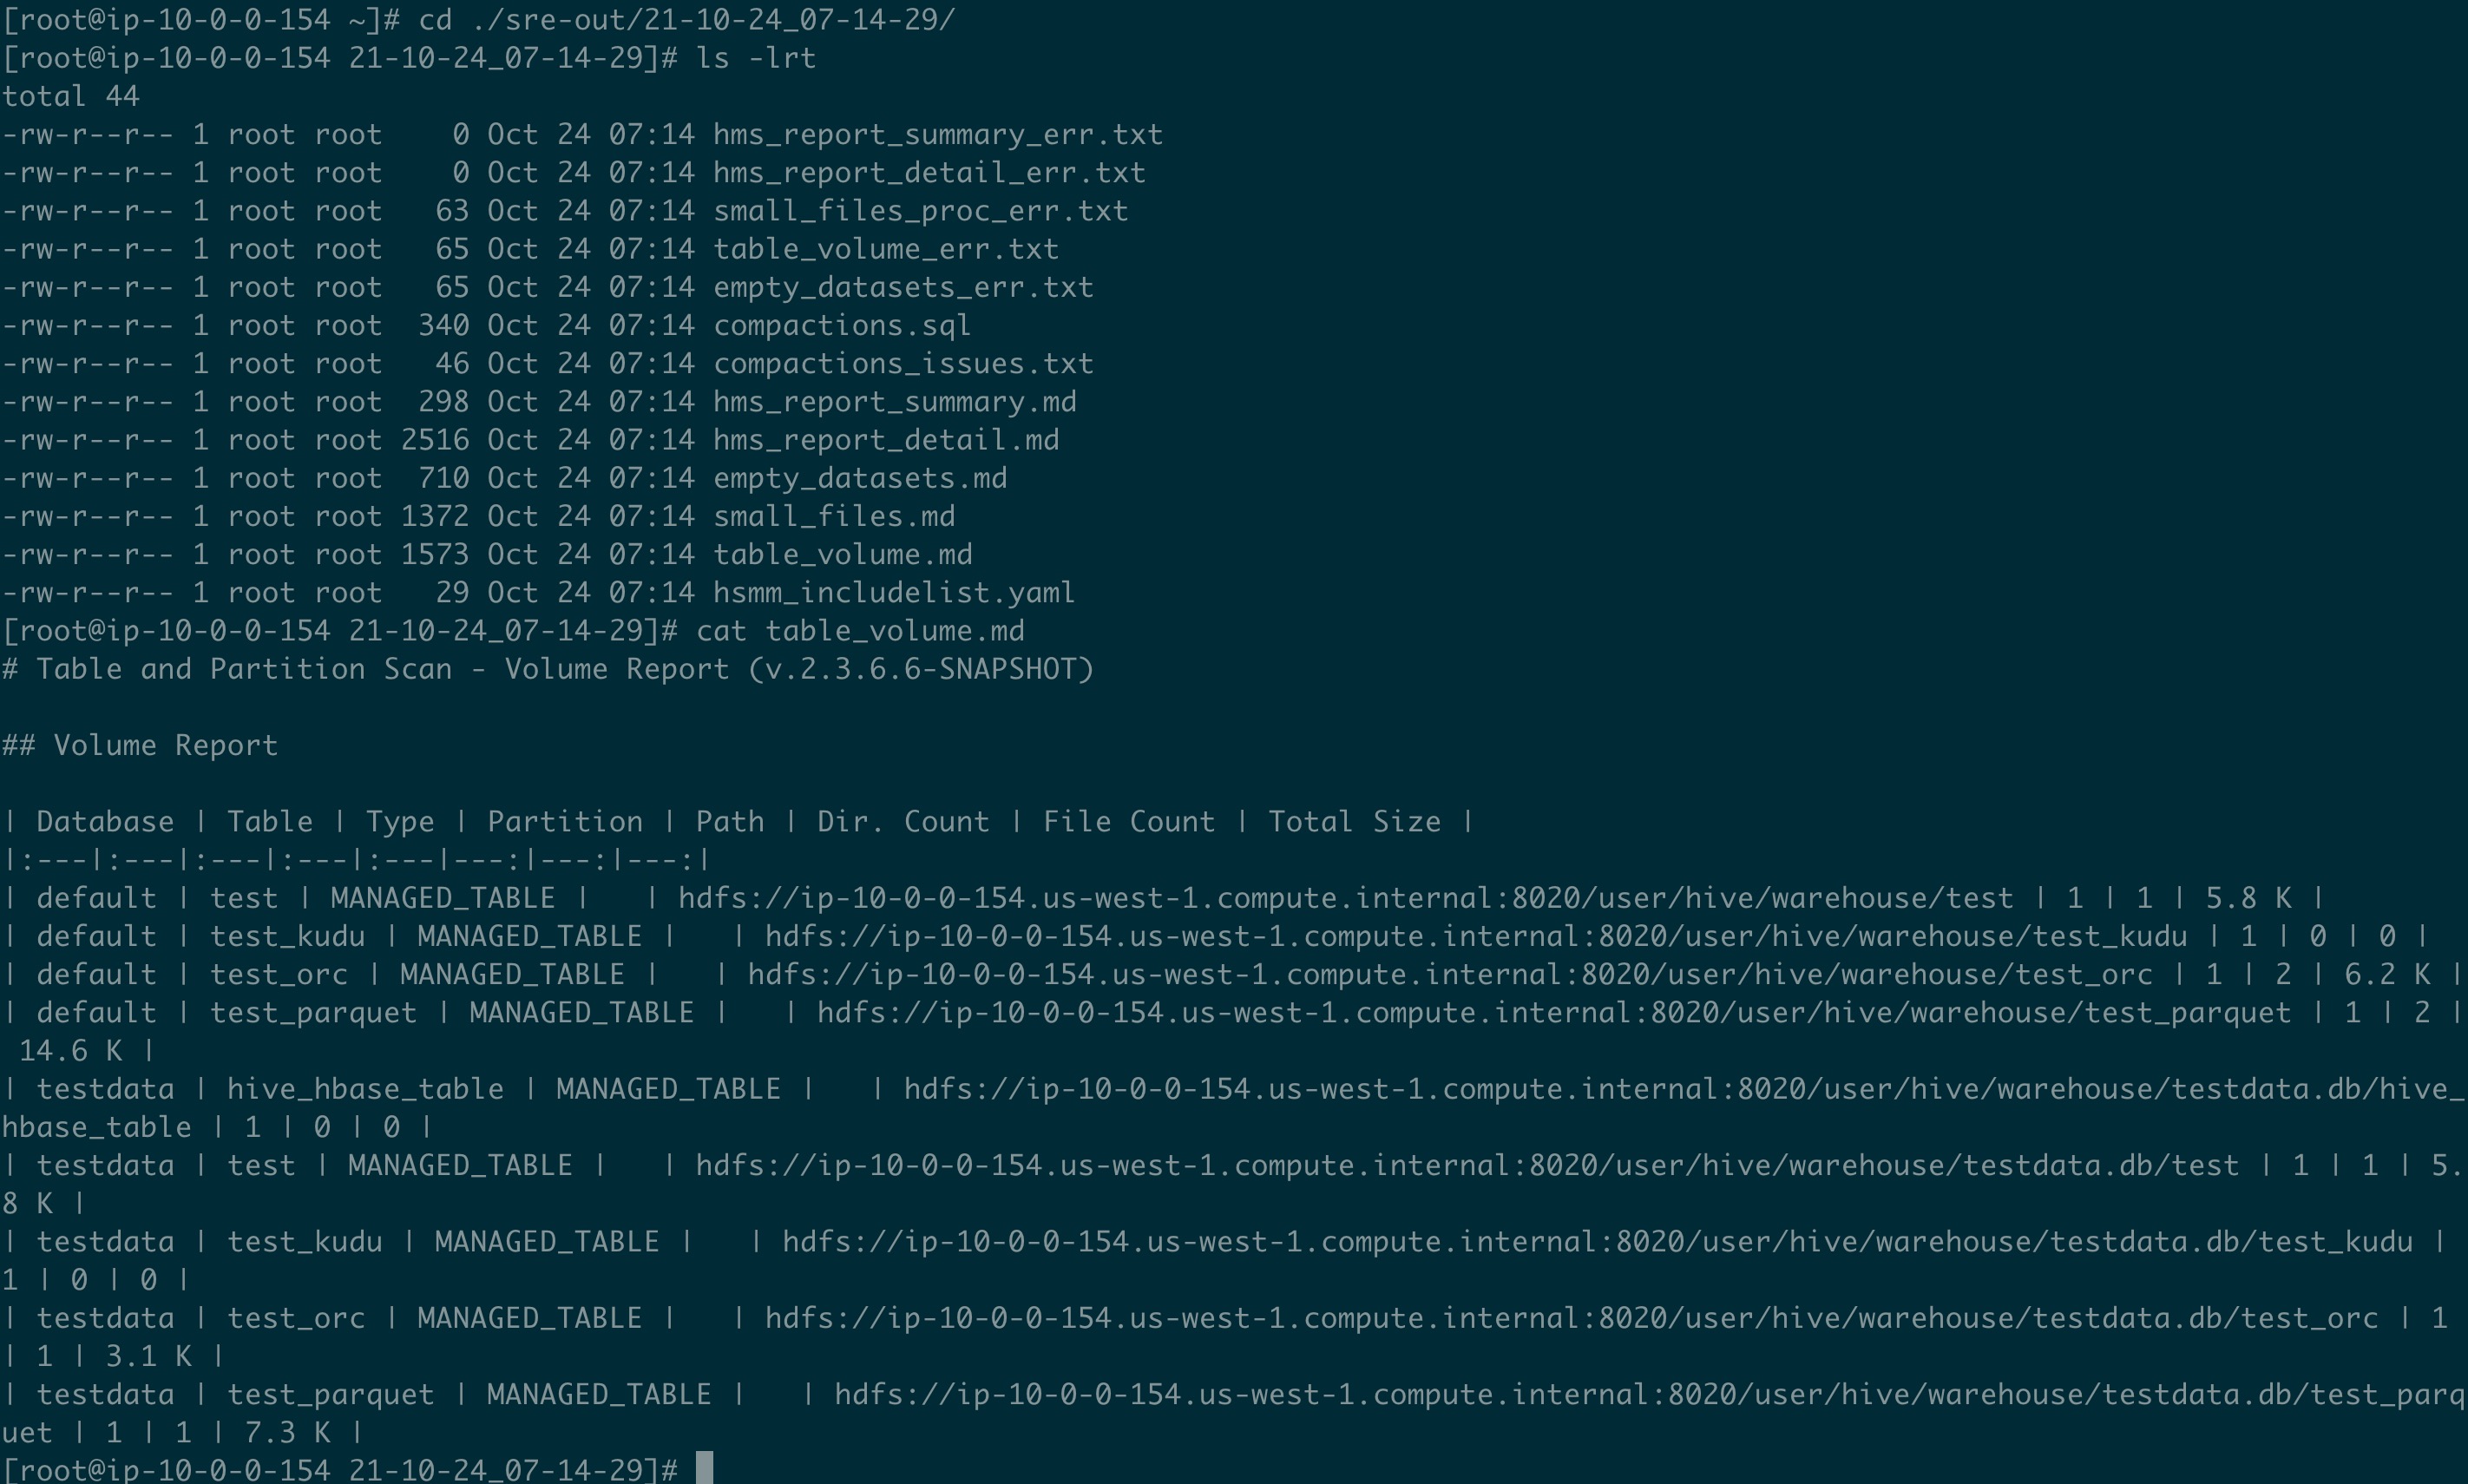 [root@ip-10-0-0-154 ~]# cd ./sre-out/21-10-24_07-14-29/
[root@ip-10-0-0-154 21-10-24_07-14-29]# ls -lrt
total 44
-rw-r--r-- 1 root root    0 Oct 24 07:14 hms_report_summary_err.txt
-rw-r--r-- 1 root root    0 Oct 24 07:14 hms_report_detail_err.txt
-rw-r--r-- 1 root root   63 Oct 24 07:14 small_files_proc_err.txt
-rw-r--r-- 1 root root   65 Oct 24 07:14 table_volume_err.txt
-rw-r--r-- 1 root root   65 Oct 24 07:14 empty_datasets_err.txt
-rw-r--r-- 1 root root  340 Oct 24 07:14 compactions.sql
-rw-r--r-- 1 root root   46 Oct 24 07:14 compactions_issues.txt
-rw-r--r-- 1 root root  298 Oct 24 07:14 hms_report_summary.md
-rw-r--r-- 1 root root 2516 Oct 24 07:14 hms_report_detail.md
-rw-r--r-- 1 root root  710 Oct 24 07:14 empty_datasets.md
-rw-r--r-- 1 root root 1372 Oct 24 07:14 small_files.md
-rw-r--r-- 1 root root 1573 Oct 24 07:14 table_volume.md
-rw-r--r-- 1 root root   29 Oct 24 07:14 hsmm_includelist.yaml
[root@ip-10-0-0-154 21-10-24_07-14-29]# cat table_volume.md
# Table and Partition Scan - Volume Report (v.2.3.6.6-SNAPSHOT)
## Volume Report
| Database | Table | Type | Partition | Path | Dir. Count | File Count | Total Size |
|:---|:---|:---|:---|:---|---:|---:|---:|
| default | test | MANAGED_TABLE |   | hdfs://ip-10-0-0-154.us-west-1.compute.internal:8020/user/hive/warehouse/test | 1 | 1 | 5.8 K |
| default | test_kudu | MANAGED_TABLE |   | hdfs://ip-10-0-0-154.us-west-1.compute.internal:8020/user/hive/warehouse/test_kudu | 1 | 0 | 0 |
| default | test_orc | MANAGED_TABLE |   | hdfs://ip-10-0-0-154.us-west-1.compute.internal:8020/user/hive/warehouse/test_orc | 1 | 2 | 6.2 K |
| default | test_parquet | MANAGED_TABLE |   | hdfs://ip-10-0-0-154.us-west-1.compute.internal:8020/user/hive/warehouse/test_parquet | 1 | 2 |
 14.6 K |
| testdata | hive_hbase_table | MANAGED_TABLE |   | hdfs://ip-10-0-0-154.us-west-1.compute.internal:8020/user/hive/warehouse/testdata.db/hive_
hbase_table | 1 | 0 | 0 |
| testdata | test | MANAGED_TABLE |   | hdfs://ip-10-0-0-154.us-west-1.compute.internal:8020/user/hive/warehouse/testdata.db/test | 1 | 1 | 5.
8 K |
| testdata | test_kudu | MANAGED_TABLE |   | hdfs://ip-10-0-0-154.us-west-1.compute.internal:8020/user/hive/warehouse/testdata.db/test_kudu |
1 | 0 | 0 |
| testdata | test_orc | MANAGED_TABLE |   | hdfs://ip-10-0-0-154.us-west-1.compute.internal:8020/user/hive/warehouse/testdata.db/test_orc | 1
| 1 | 3.1 K |
| testdata | test_parquet | MANAGED_TABLE |   | hdfs://ip-10-0-0-154.us-west-1.compute.internal:8020/user/hive/warehouse/testdata.db/test_parq
uet | 1 | 1 | 7.3 K |
[root@ip-10-0-0-154 21-10-24_07-14-29]#